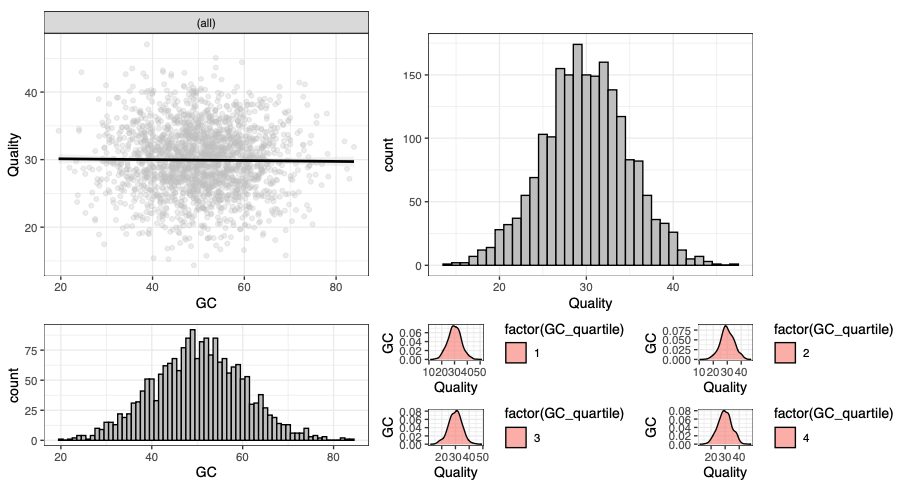 (all)
Quality
40
30
20
20 40 60 80
GC
count
150
100
50
0
20 30 40
Quality
count
75
50
25
0
20 40 60 80
GC
GC
0.06
0.04
0.02
0.00
1020304050
Quality
factor(GC_quartile)
1
GC
0.075
0.050
0.025
0.000
10203040
Quality
factor(GC_quartile)
2
GC
0.08
0.06
0.04
0.02
0.00
20304050
Quality
factor(GC_quartile)
3
GC
0.08
0.06
0.04
0.02
0.00
203040
Quality
factor(GC_quartile)
4